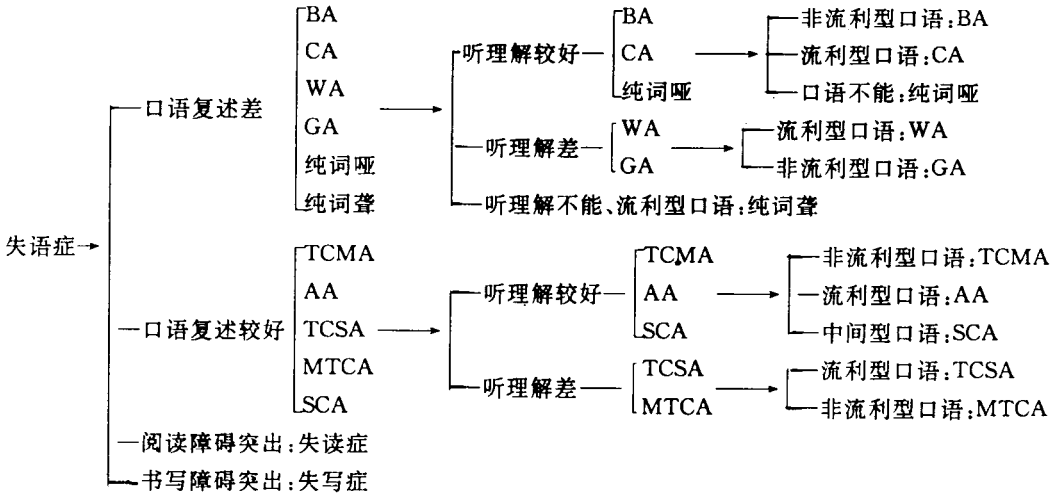 失语症
口语复述差
BA
CA
WA
GA
纯词哑
纯词聋
听理解较好
BA
CA
纯词哑
非流利型口语:BA
流利型口语:CA
口语不能:纯词哑
听理解差
WA
GA
流利型口语:WA
非流利型口语:GA
听理解不能、流利型口语:纯词聋
口语复述较好
TCMA
AA
TCSA
MTCA
SCA
听理解较好
TCMA
AA
SCA
非流利型口语:TCMA
流利型口语:AA
中间型口语:SCA
听理解差
TCSA
MTCA
流利型口语:TCSA
非流利型口语:MTCA
阅读障碍突出:失读症
书写障碍突出:失写症